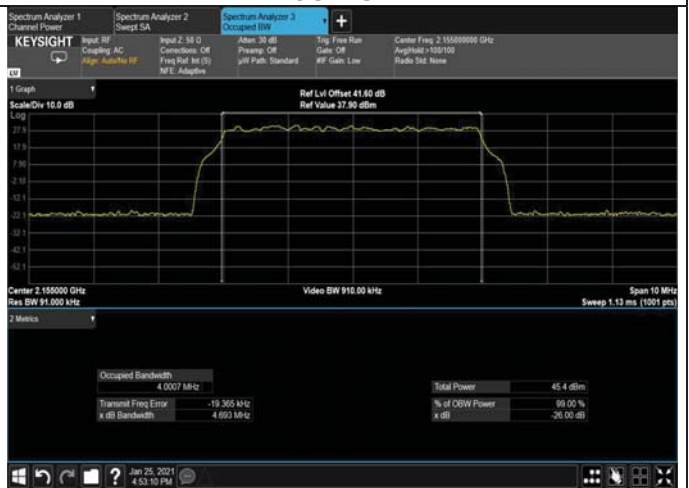 Spectrum Analyzer 1
Channel Power
Spectrum Analyzer 2
Swept SA
Spectrum Analyzer 3
Occupied BW
KEYSIGHT
Input: RF
Coupling: AC
Align: Auto/No RF
Input Z: 50 Ω
Corrections: Off
Freq Ref: Int (S)
NFE: Adaptive
Atten: 30 dB
Preamp: Off
µW Path: Standard
Trig: Free Run
Gate: Off
#IF Gain: Low
Center Freq: 2.155000000 GHz
Avg|Hold:>100/100
Radio Std: None
1 Graph
Scale/Div 10.0 dB
Ref Lvl Offset 41.60 dB
Ref Value 37.90 dBm
Log
27.9
17.9
7.90
-2.10
-12.1
-22.1
-32.1
-42.1
-52.1
Center 2.155000 GHz
Res BW 91.000 kHz
Video BW 910.00 kHz
Span 10 MHz
Sweep 1.13 ms (1001 pts)
2 Metrics
Occupied Bandwidth
4.0007 MHz
Transmit Freq Error -19.365 kHz
x dB Bandwidth 4.693 MHz
Total Power 45.4 dBm
% of OBW Power 99.00 %
x dB -26.00 dB
Jan 25, 2021
4:53:10 PM